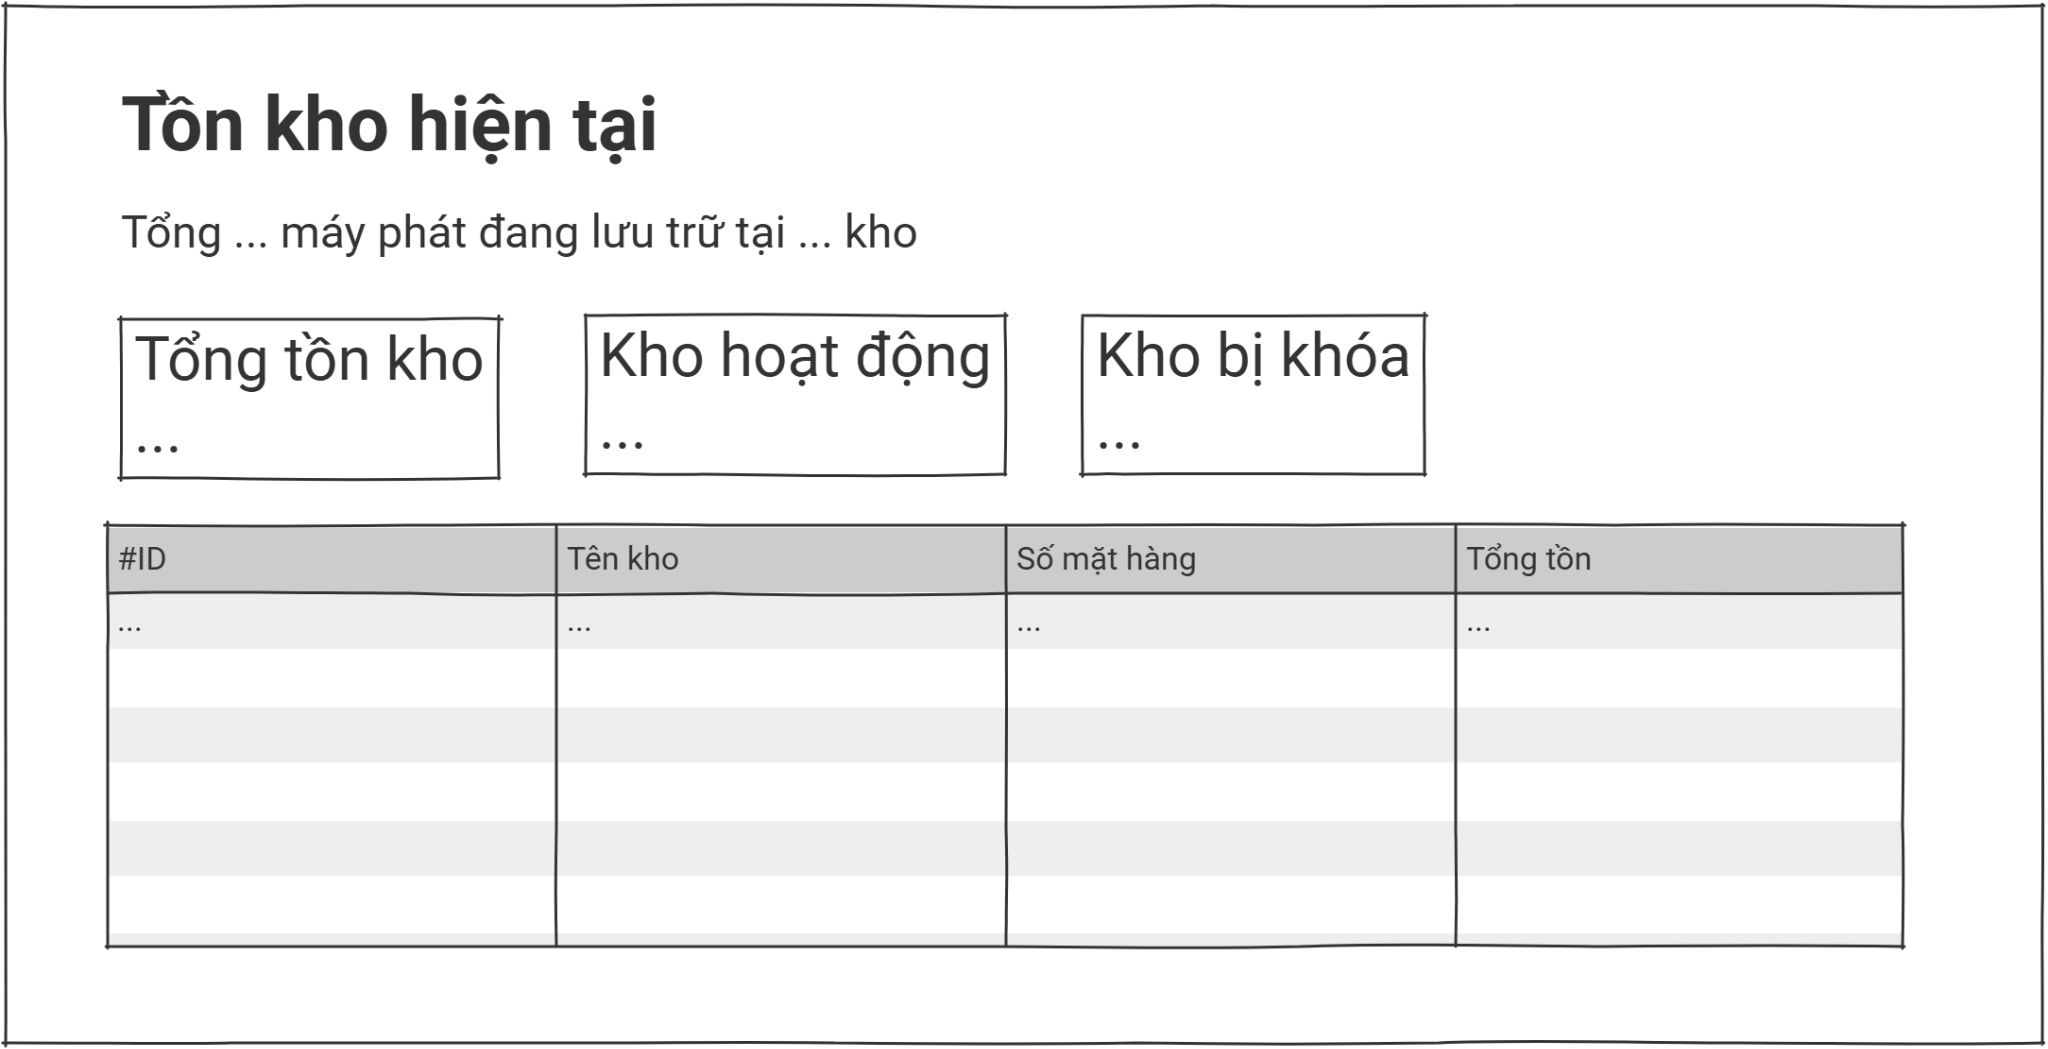 Tồn kho hiện tại
Tổng ... máy phát đang lưu trữ tại ... kho
Tổng tồn kho
...
Kho hoạt động
...
Kho bị khóa
...
#ID
Tên kho
Số mặt hàng
Tổng tồn
...
...
...
...